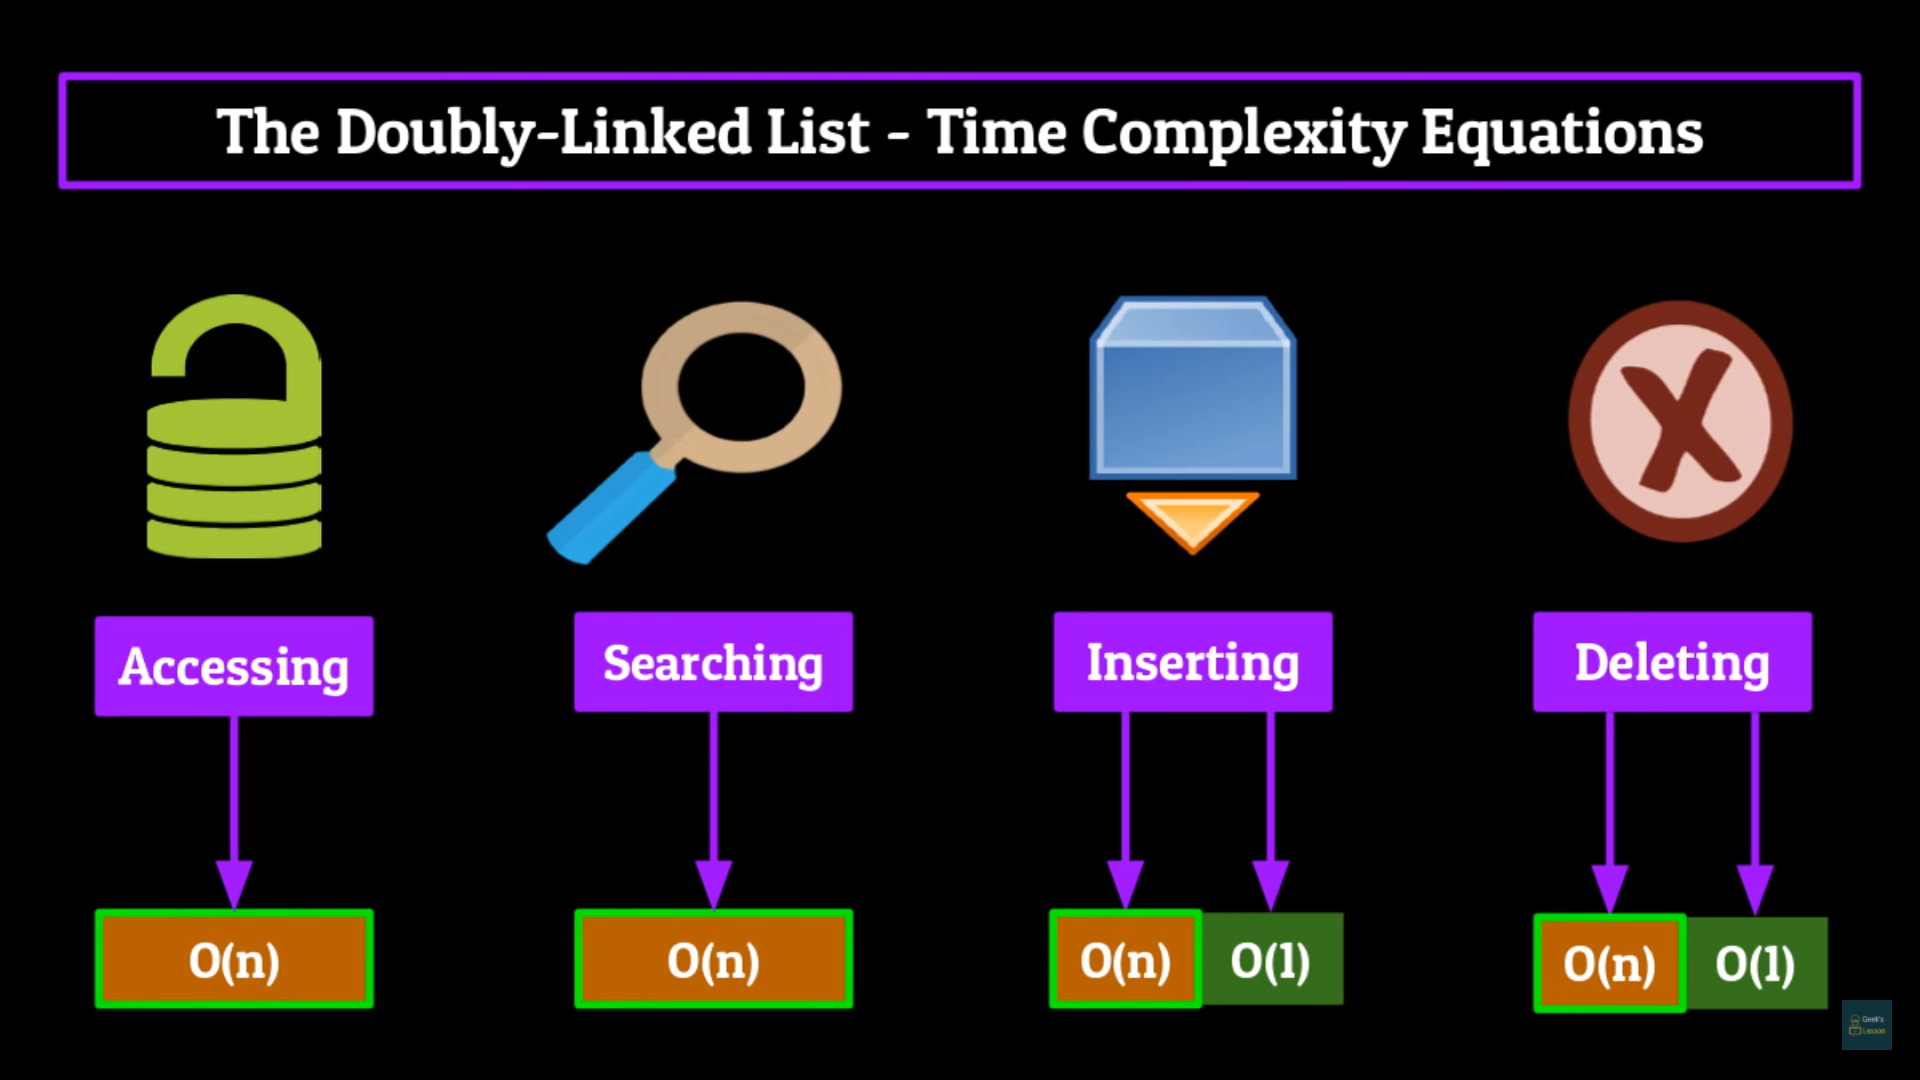 The Doubly-Linked List - Time Complexity Equations
Accessing
Searching
Inserting
Deleting
O(n)
O(n)
O(n)
O(1)
O(n)
O(1)
Geek's
Lesson